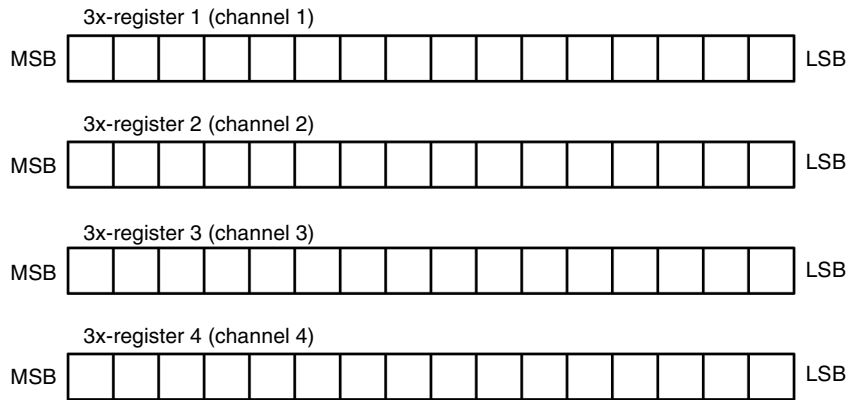 3x-register 1 (channel 1)
MSB LSB
3x-register 2 (channel 2)
MSB LSB
3x-register 3 (channel 3)
MSB LSB
3x-register 4 (channel 4)
MSB LSB